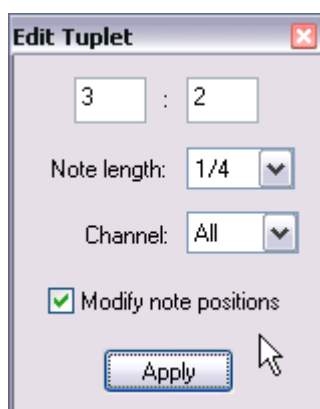 Edit Tuplet
3 : 2
Note length: 1/4
Channel: All
Modify note positions
Apply